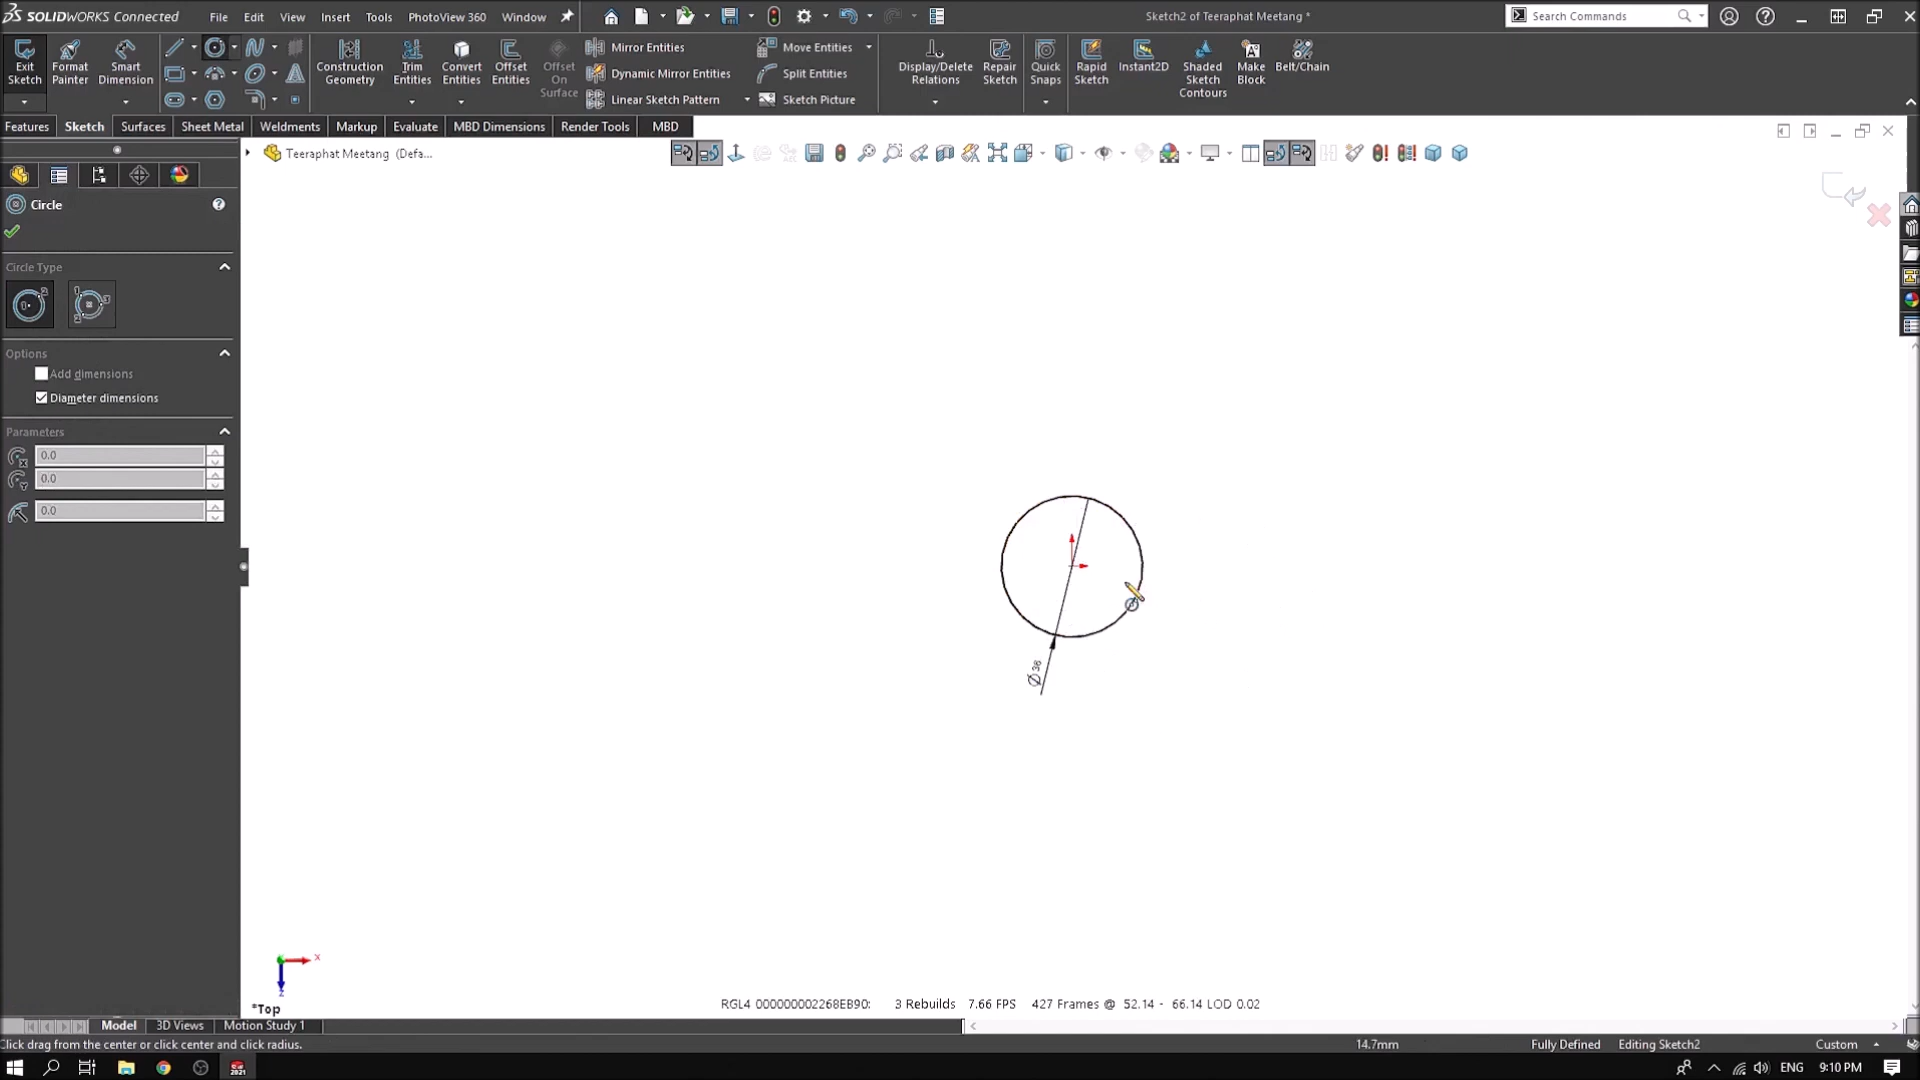 SOLIDWORKS Connected File Edit View Insert Tools PhotoView 360 Window Sketch2 of Teeraphat Meetang * Search Commands
Exit Sketch
Format Painter
Smart Dimension
Construction Geometry
Trim Entities
Convert Entities
Offset Entities
Offset On Surface
Mirror Entities
Dynamic Mirror Entities
Linear Sketch Pattern
Move Entities
Split Entities
Sketch Picture
Display/Delete Relations
Repair Sketch
Quick Snaps
Rapid Sketch
Instant2D
Shaded Sketch Contours
Make Block
Belt/Chain
Features Sketch Surfaces Sheet Metal Weldments Markup Evaluate MBD Dimensions Render Tools MBD
Teeraphat Meetang (Defa...
Circle
Circle Type
Options
Add dimensions
Diameter dimensions
Parameters
0.0
0.0
0.0
Ø36
x
z
*Top
RGL4 000000002268EB90: 3 Rebuilds 7.66 FPS 427 Frames @ 52.14 - 66.14 LOD 0.02
Model 3D Views Motion Study 1
Click drag from the center or click center and click radius. 14.7mm Fully Defined Editing Sketch2 Custom
2021 ENG 9:10 PM